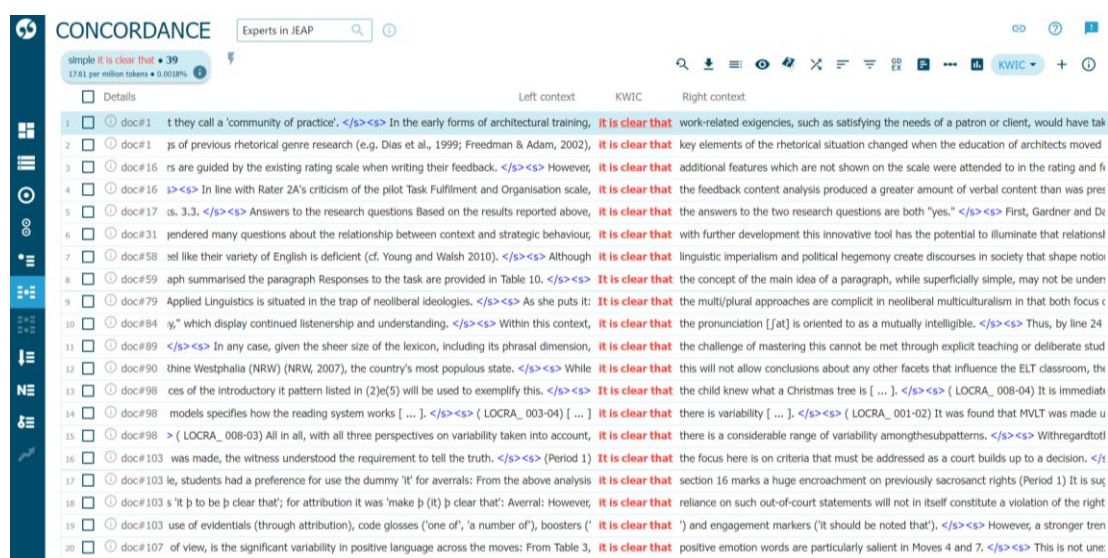 CONCORDANCE
Experts in JEAP
simple it is clear that • 39
17.61 per million tokens • 0.0018%
KWIC
Details Left context KWIC Right context
1 doc#1 t they call a 'community of practice'. </s><s> In the early forms of architectural training, it is clear that work-related exigencies, such as satisfying the needs of a patron or client, would have tak
2 doc#1 gs of previous rhetorical genre research (e.g. Dias et al., 1999; Freedman & Adam, 2002), it is clear that key elements of the rhetorical situation changed when the education of architects moved
3 doc#16 rs are guided by the existing rating scale when writing their feedback. </s><s> However, it is clear that additional features which are not shown on the scale were attended to in the rating and fe
4 doc#16 s><s> In line with Rater 2A's criticism of the pilot Task Fulfilment and Organisation scale, it is clear that the feedback content analysis produced a greater amount of verbal content than was pres
5 doc#17 s. 3.3. </s><s> Answers to the research questions Based on the results reported above, it is clear that the answers to the two research questions are both "yes." </s><s> First, Gardner and Da
6 doc#31 gendered many questions about the relationship between context and strategic behaviour, it is clear that with further development this innovative tool has the potential to illuminate that relationsl
7 doc#58 eel like their variety of English is deficient (cf. Young and Walsh 2010). </s><s> Although it is clear that linguistic imperialism and political hegemony create discourses in society that shape notion
8 doc#59 aph summarised the paragraph Responses to the task are provided in Table 10. </s><s> It is clear that the concept of the main idea of a paragraph, while superficially simple, may not be under
9 doc#79 Applied Linguistics is situated in the trap of neoliberal ideologies. </s><s> As she puts it: It is clear that the multi/plural approaches are complicit in neoliberal multiculturalism in that both focus
10 doc#84 y," which display continued listenership and understanding. </s><s> Within this context, it is clear that the pronunciation [ʃat] is oriented to as a mutually intelligible. </s><s> Thus, by line 24
11 doc#89 </s><s> In any case, given the sheer size of the lexicon, including its phrasal dimension, it is clear that the challenge of mastering this cannot be met through explicit teaching or deliberate stud
12 doc#90 thine Westphalia (NRW) (NRW, 2007), the country's most populous state. </s><s> While it is clear that this will not allow conclusions about any other facets that influence the ELT classroom, the
13 doc#98 ces of the introductory it pattern listed in (2)e(5) will be used to exemplify this. </s><s> It is clear that the child knew what a Christmas tree is [ ... ]. </s><s> ( LOCRA_ 008-04) It is immediat
14 doc#98 models specifies how the reading system works [ ... ]. </s><s> ( LOCRA_ 003-04) [ ... ] it is clear that there is variability [ ... ]. </s><s> ( LOCRA_ 001-02) It was found that MVLT was made u
15 doc#98 > ( LOCRA_ 008-03) All in all, with all three perspectives on variability taken into account, it is clear that there is a considerable range of variability amongthesubpatterns. </s><s> Withregardtotl
16 doc#103 was made, the witness understood the requirement to tell the truth. </s><s> (Period 1) It is clear that the focus here is on criteria that must be addressed as a court builds up to a decision. </s
17 doc#103 le, students had a preference for use the dummy 'it' for averrals: From the above analysis it is clear that section 16 marks a huge encroachment on previously sacrosanct rights (Period 1) It is sug
18 doc#103 s 'it þ to be þ clear that'; for attribution it was 'make þ (it) þ clear that': Averral: However, it is clear that reliance on such out-of-court statements will not in itself constitute a violation of the right
19 doc#103 use of evidentials (through attribution), code glosses ('one of', 'a number of'), boosters (' it is clear that ') and engagement markers ('it should be noted that'). </s><s> However, a stronger tren
20 doc#107 of view, is the significant variability in positive language across the moves: From Table 3, it is clear that positive emotion words are particularly salient in Moves 4 and 7, </s><s> This is not une